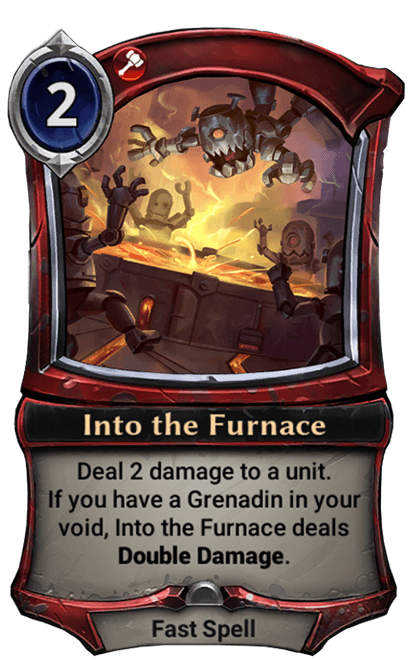 2
Into the Furnace
Deal 2 damage to a unit.
If you have a Grenadin in your
void, Into the Furnace deals
Double Damage.
Fast Spell